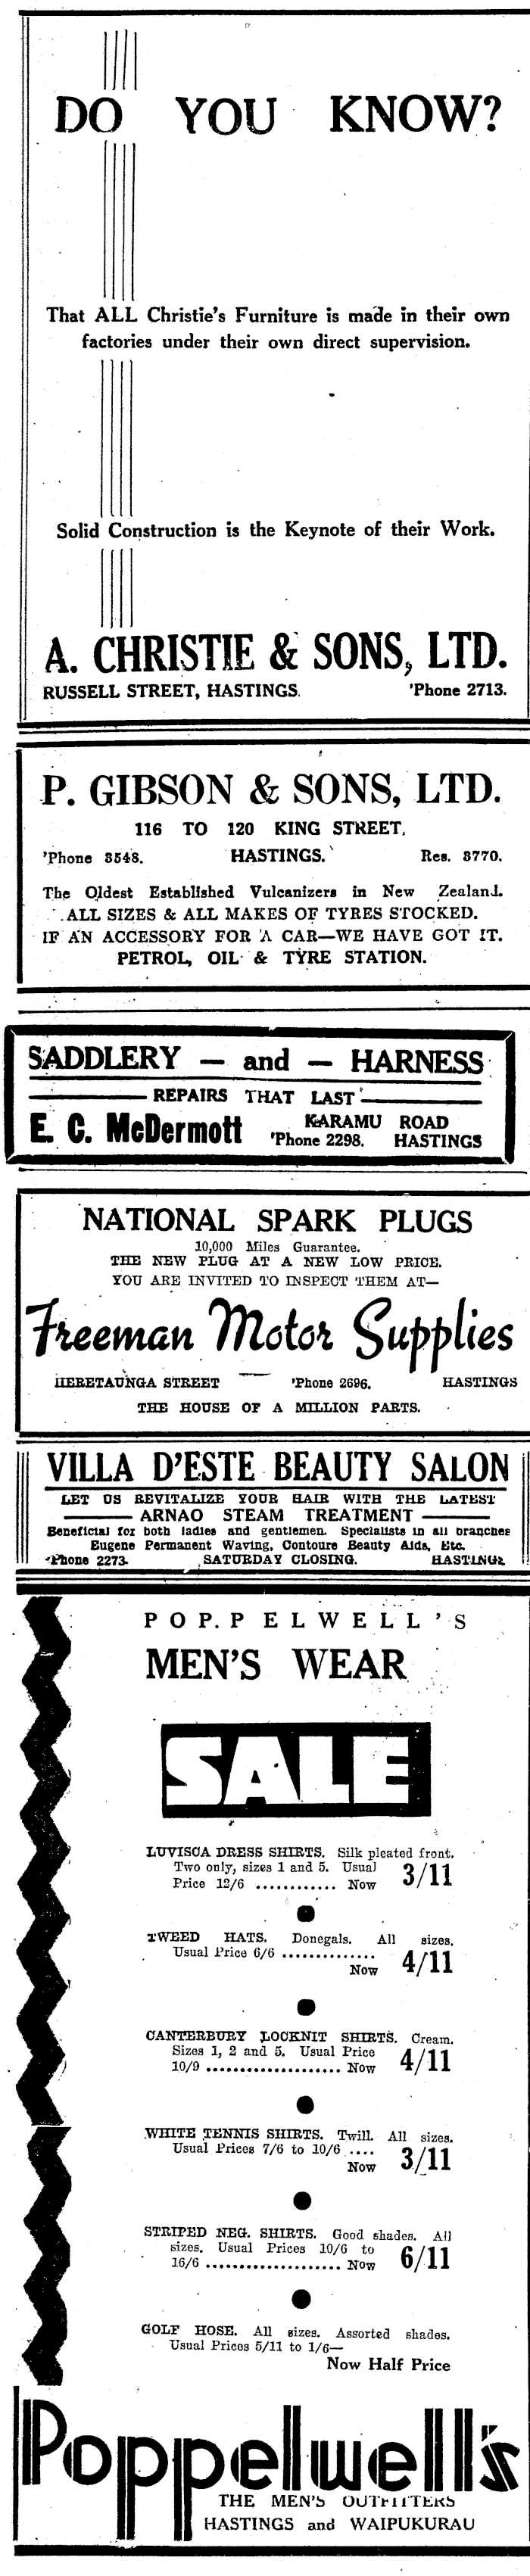 DO YOU KNOW?
That ALL Christie's Furniture is made in their own
factories under their own direct supervision.
Solid Construction is the Keynote of their Work.
A. CHRISTIE & SONS, LTD.
RUSSELL STREET, HASTINGS. 'Phone 2713.
P. GIBSON & SONS, LTD.
116 TO 120 KING STREET,
'Phone 8548. HASTINGS. Res. 8770.
The Oldest Established Vulcanizers in New Zealand.
ALL SIZES & ALL MAKES OF TYRES STOCKED.
IF AN ACCESSORY FOR A CAR—WE HAVE GOT IT.
PETROL, OIL & TYRE STATION.
SADDLERY — and — HARNESS
REPAIRS THAT LAST
E. C. McDermott KARAMU ROAD
'Phone 2298. HASTINGS
NATIONAL SPARK PLUGS
10,000 Miles Guarantee.
THE NEW PLUG AT A NEW LOW PRICE.
YOU ARE INVITED TO INSPECT THEM AT—
Freeman Motor Supplies
HERETAUNGA STREET 'Phone 2696. HASTINGS
THE HOUSE OF A MILLION PARTS.
VILLA D'ESTE BEAUTY SALON
LET US REVITALIZE YOUR HAIR WITH THE LATEST
ARNAO STEAM TREATMENT
Beneficial for both ladies and gentlemen. Specialists in all branches
Eugene Permanent Waving, Contoure Beauty Aids, Etc.
'Phone 2273. SATURDAY CLOSING. HASTINGS.
POPPELWELL'S
MEN'S WEAR
SALE
LUVISCA DRESS SHIRTS. Silk pleated front.
Two only, sizes 1 and 5. Usual
Price 12/6 ............ Now 3/11
TWEED HATS. Donegals. All sizes.
Usual Price 6/6 ..............
Now 4/11
CANTERBURY LOCKNIT SHIRTS. Cream.
Sizes 1, 2 and 5. Usual Price
10/9 .................... Now 4/11
WHITE TENNIS SHIRTS. Twill. All sizes.
Usual Prices 7/6 to 10/6 ....
Now 3/11
STRIPED NEG. SHIRTS. Good shades. All
sizes. Usual Prices 10/6 to
16/6 .................... Now 6/11
GOLF HOSE. All sizes. Assorted shades.
Usual Prices 5/11 to 1/6—
Now Half Price
Poppelwell's
THE MEN'S OUTFITTERS
HASTINGS and WAIPUKURAU